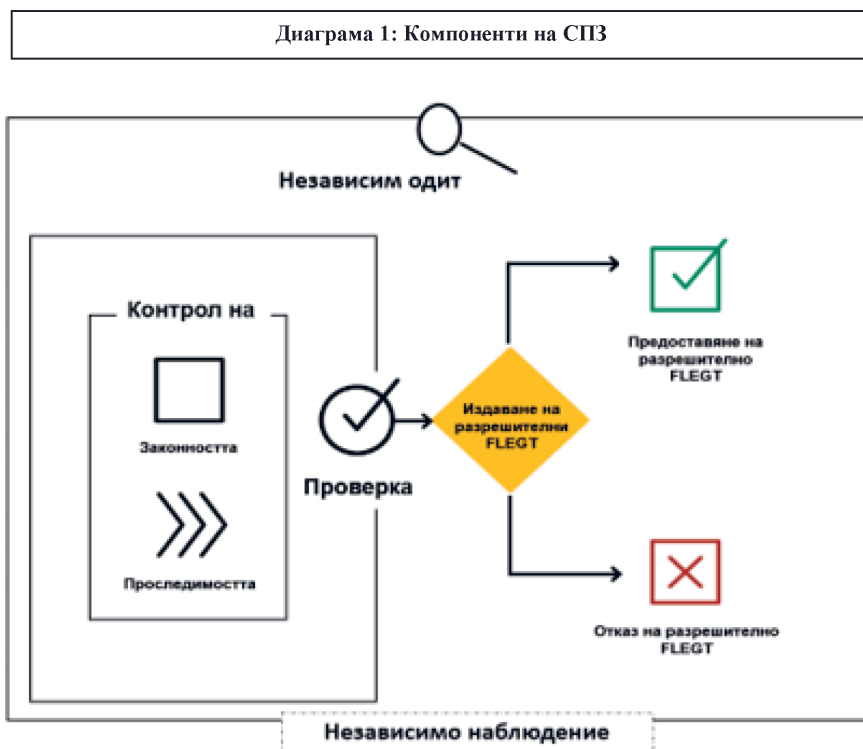 Диаграма 1: Компоненти на СПЗ
Независим одит
Контрол на
Законността
Проследимостта
Проверка
Издаване на
разрешителни
FLEGT
Предоставяне на
разрешително
FLEGT
Отказ на разрешително
FLEGT
Независимо наблюдение